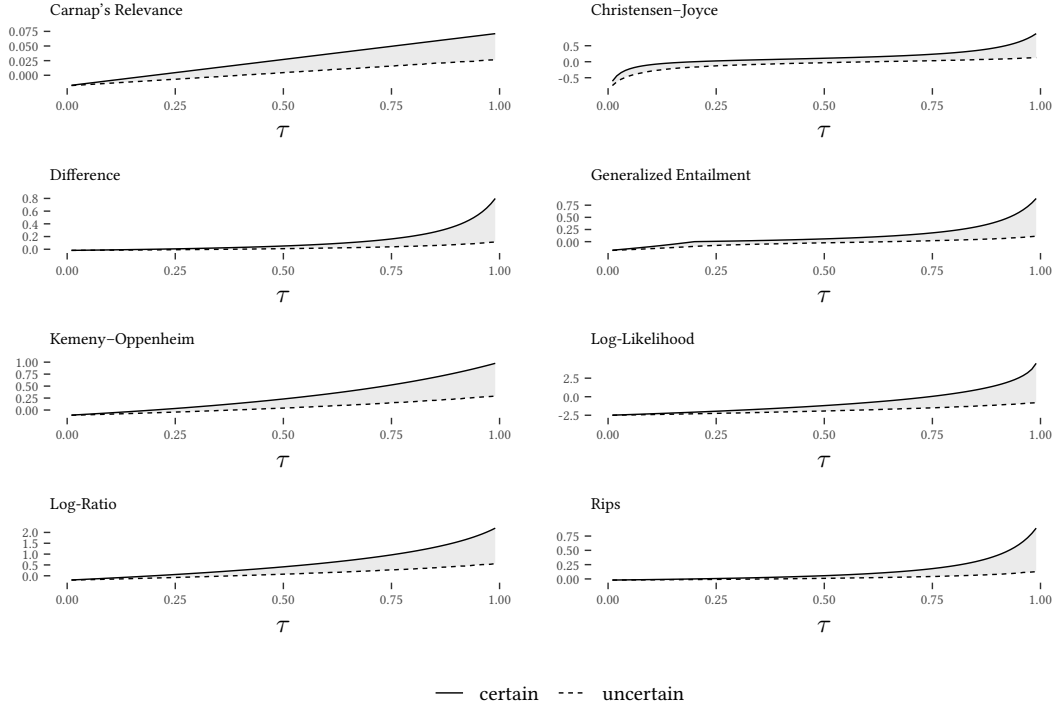 Carnap's Relevance
0.075
0.050
0.025
0.000
0.00 0.25 0.50 0.75 1.00
τ
Christensen–Joyce
0.5
0.0
-0.5
0.00 0.25 0.50 0.75 1.00
τ
Difference
0.8
0.6
0.4
0.2
0.0
0.00 0.25 0.50 0.75 1.00
τ
Generalized Entailment
0.75
0.50
0.25
0.00
0.00 0.25 0.50 0.75 1.00
τ
Kemeny–Oppenheim
1.00
0.75
0.50
0.25
0.00
0.00 0.25 0.50 0.75 1.00
τ
Log-Likelihood
2.5
0.0
-2.5
0.00 0.25 0.50 0.75 1.00
τ
Log-Ratio
2.0
1.5
1.0
0.5
0.0
0.00 0.25 0.50 0.75 1.00
τ
Rips
0.75
0.50
0.25
0.00
0.00 0.25 0.50 0.75 1.00
τ
certain uncertain